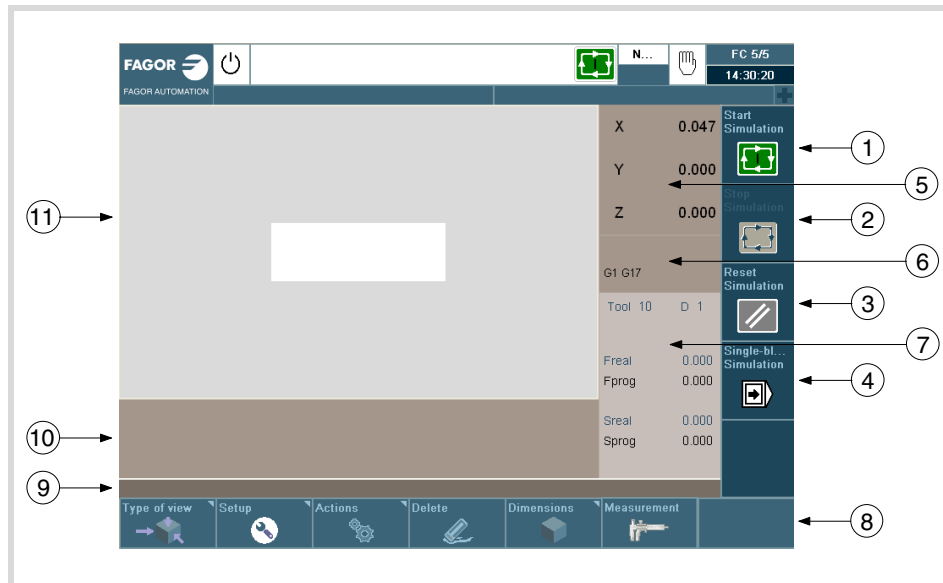 FAGOR
FAGOR AUTOMATION
N...
FC 5/5
14:30:20
X 0.047
Y 0.000
Z 0.000
G1 G17
Tool 10 D 1
Freal 0.000
Fprog 0.000
Sreal 0.000
Sprog 0.000
Start
Simulation
Stop
Simulation
Reset
Simulation
Single-bl...
Simulation
Type of view
Setup
Actions
Delete
Dimensions
Measurement
1
5
2
6
3
7
4
8
11
10
9